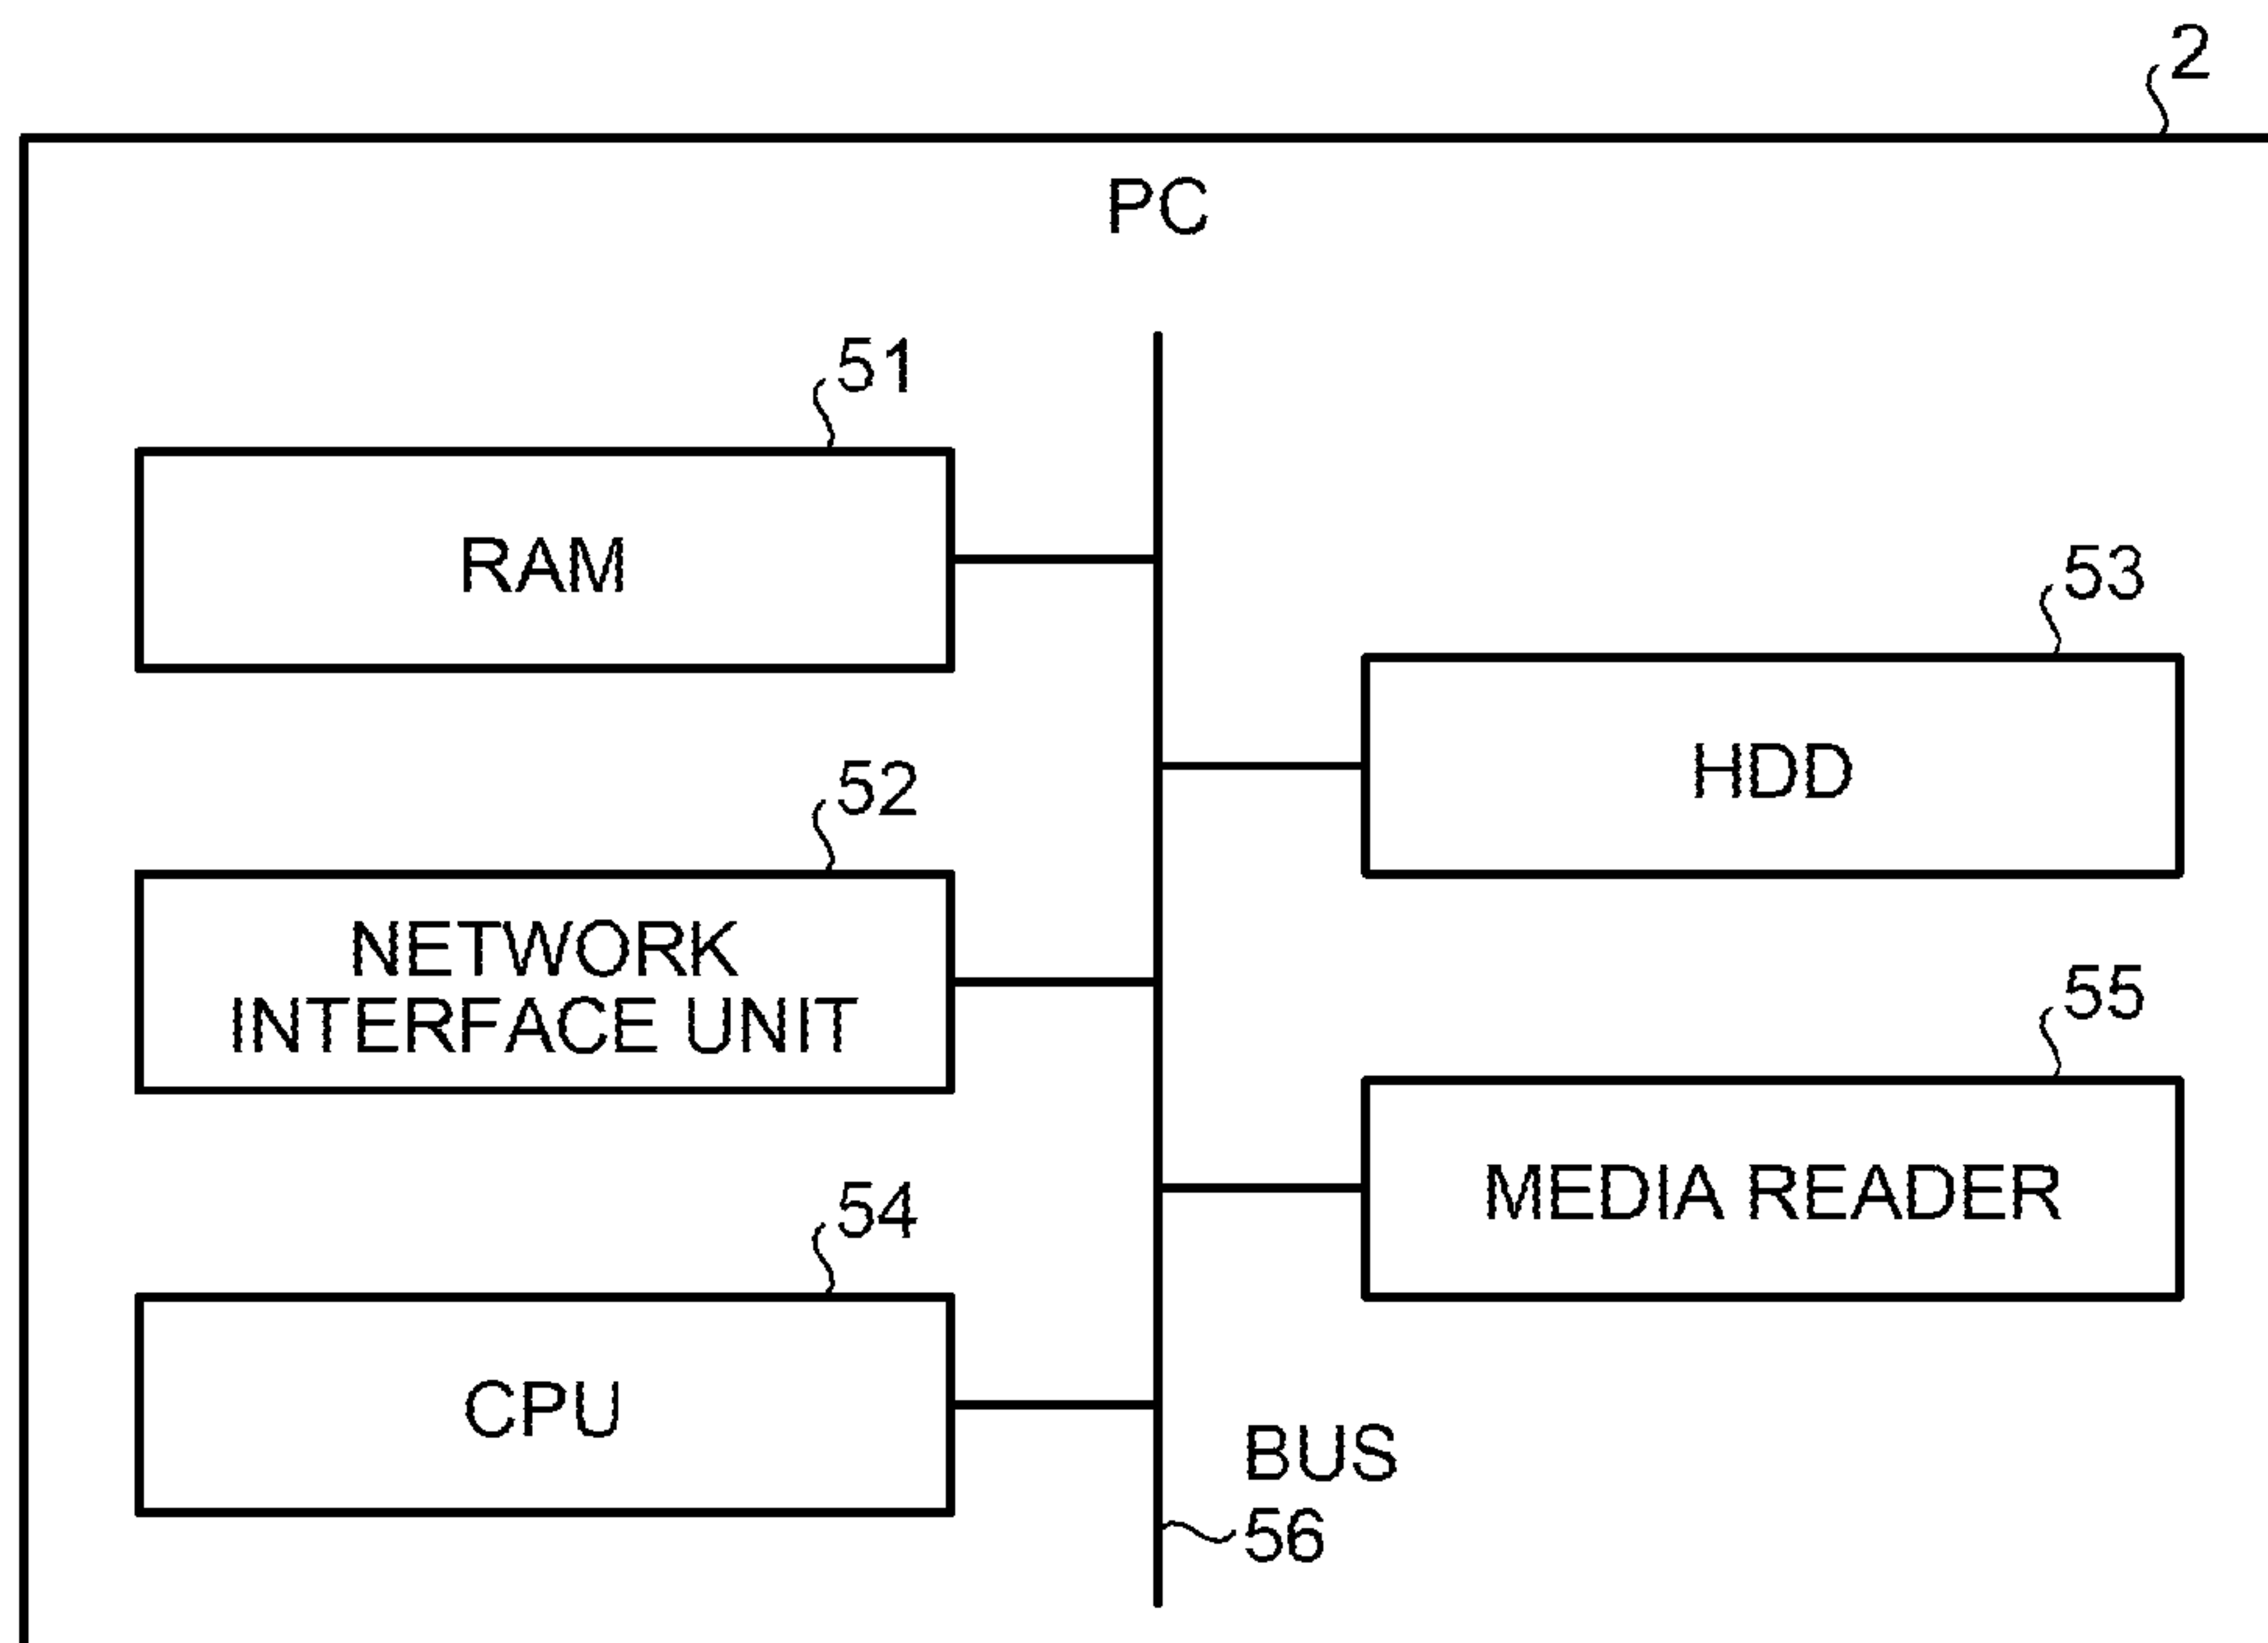 2
PC
51
RAM
53
HDD
52
NETWORK
INTERFACE UNIT
55
MEDIA READER
54
CPU
BUS
56